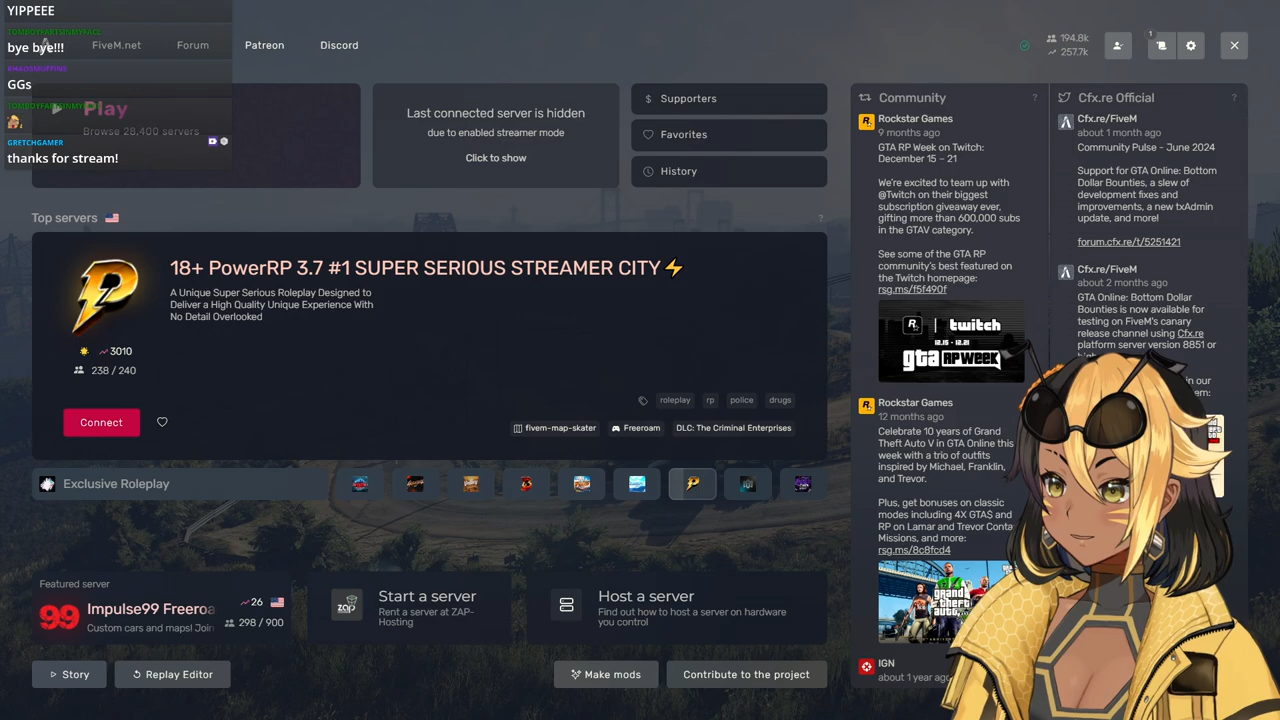 YIPPEEE
TOMBOYFARTSINMYFACE
bye bye!!!
KHAOSMUFFINS
GGs
TOMBOYFARTSINMY
GRETCHGAMER
thanks for stream!
FiveM.net
Forum
Patreon
Discord
194.8k
257.7k
1
Play
Browse 28,400 servers
Last connected server is hidden
due to enabled streamer mode
Click to show
Supporters
Favorites
History
Top servers
?
18+ PowerRP 3.7 #1 SUPER SERIOUS STREAMER CITY⚡
A Unique Super Serious Roleplay Designed to
Deliver a High Quality Unique Experience With
No Detail Overlooked
3010
238 / 240
Connect
roleplay
rp
police
drugs
fivem-map-skater
Freeroam
DLC: The Criminal Enterprises
Exclusive Roleplay
Featured server
99
Impulse99 Freeroa
Custom cars and maps! Join
26
298 / 900
ZAP
Start a server
Rent a server at ZAP-
Hosting
Host a server
Find out how to host a server on hardware
you control
Story
Replay Editor
Make mods
Contribute to the project
Community
?
Rockstar Games
9 months ago
GTA RP Week on Twitch:
December 15 – 21
We're excited to team up with
@Twitch on their biggest
subscription giveaway ever,
gifting more than 600,000 subs
in the GTAV category.
See some of the GTA RP
community's best featured on
the Twitch homepage:
rsg.ms/f5f490f
R | twitch
12.15 - 12.21
gta RP WEEK
Rockstar Games
12 months ago
Celebrate 10 years of Grand
Theft Auto V in GTA Online this
week with a trio of outfits
inspired by Michael, Franklin,
and Trevor.
Plus, get bonuses on classic
modes including 4X GTA$ and
RP on Lamar and Trevor Conta
Missions, and more:
rsg.ms/8c8fcd4
grand
theft
auto
IGN
about 1 year ago
Cfx.re Official
?
Cfx.re/FiveM
about 1 month ago
Community Pulse - June 2024
Support for GTA Online: Bottom
Dollar Bounties, a slew of
development fixes and
improvements, a new txAdmin
update, and more!
forum.cfx.re/t/5251421
Cfx.re/FiveM
about 2 months ago
GTA Online: Bottom Dollar
Bounties is now available for
testing on FiveM's canary
release channel using Cfx.re
platform server version 8851 or
in our